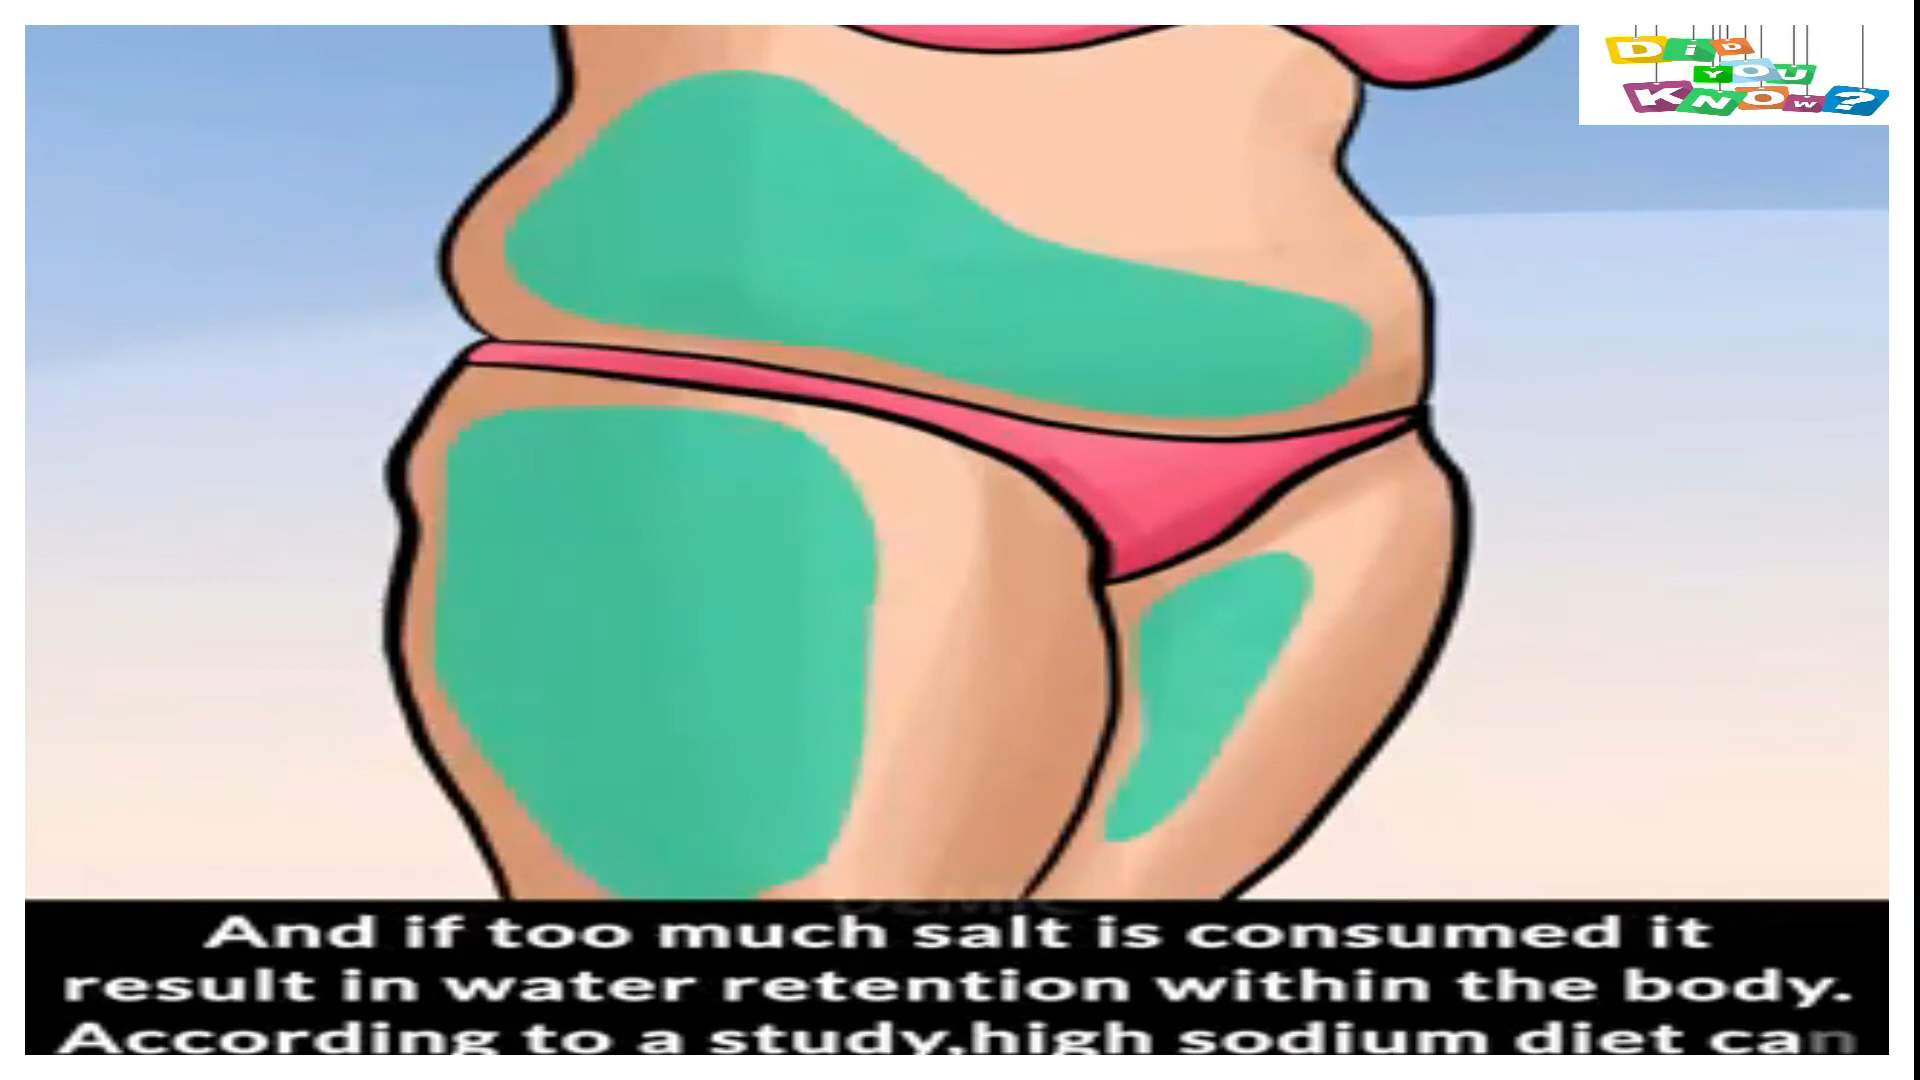 DiD
YOU
KNOW?
And if too much salt is consumed it
result in water retention within the body.
According to a study,high sodium diet can